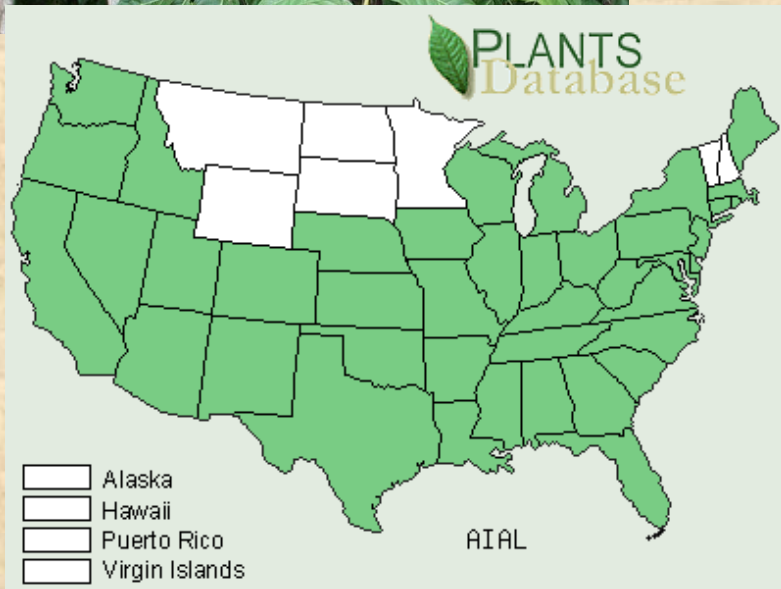 PLANTS
Database
Alaska
Hawaii
Puerto Rico
Virgin Islands
AIAL